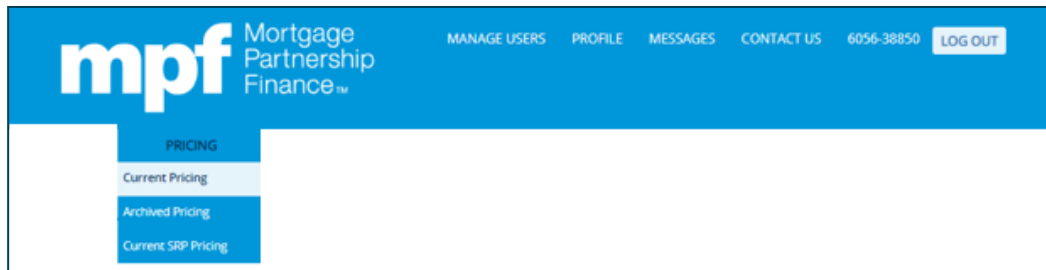 mpf Mortgage
Partnership
Finance™
MANAGE USERS PROFILE MESSAGES CONTACT US 6056-38850 LOG OUT
PRICING
Current Pricing
Archived Pricing
Current SRP Pricing